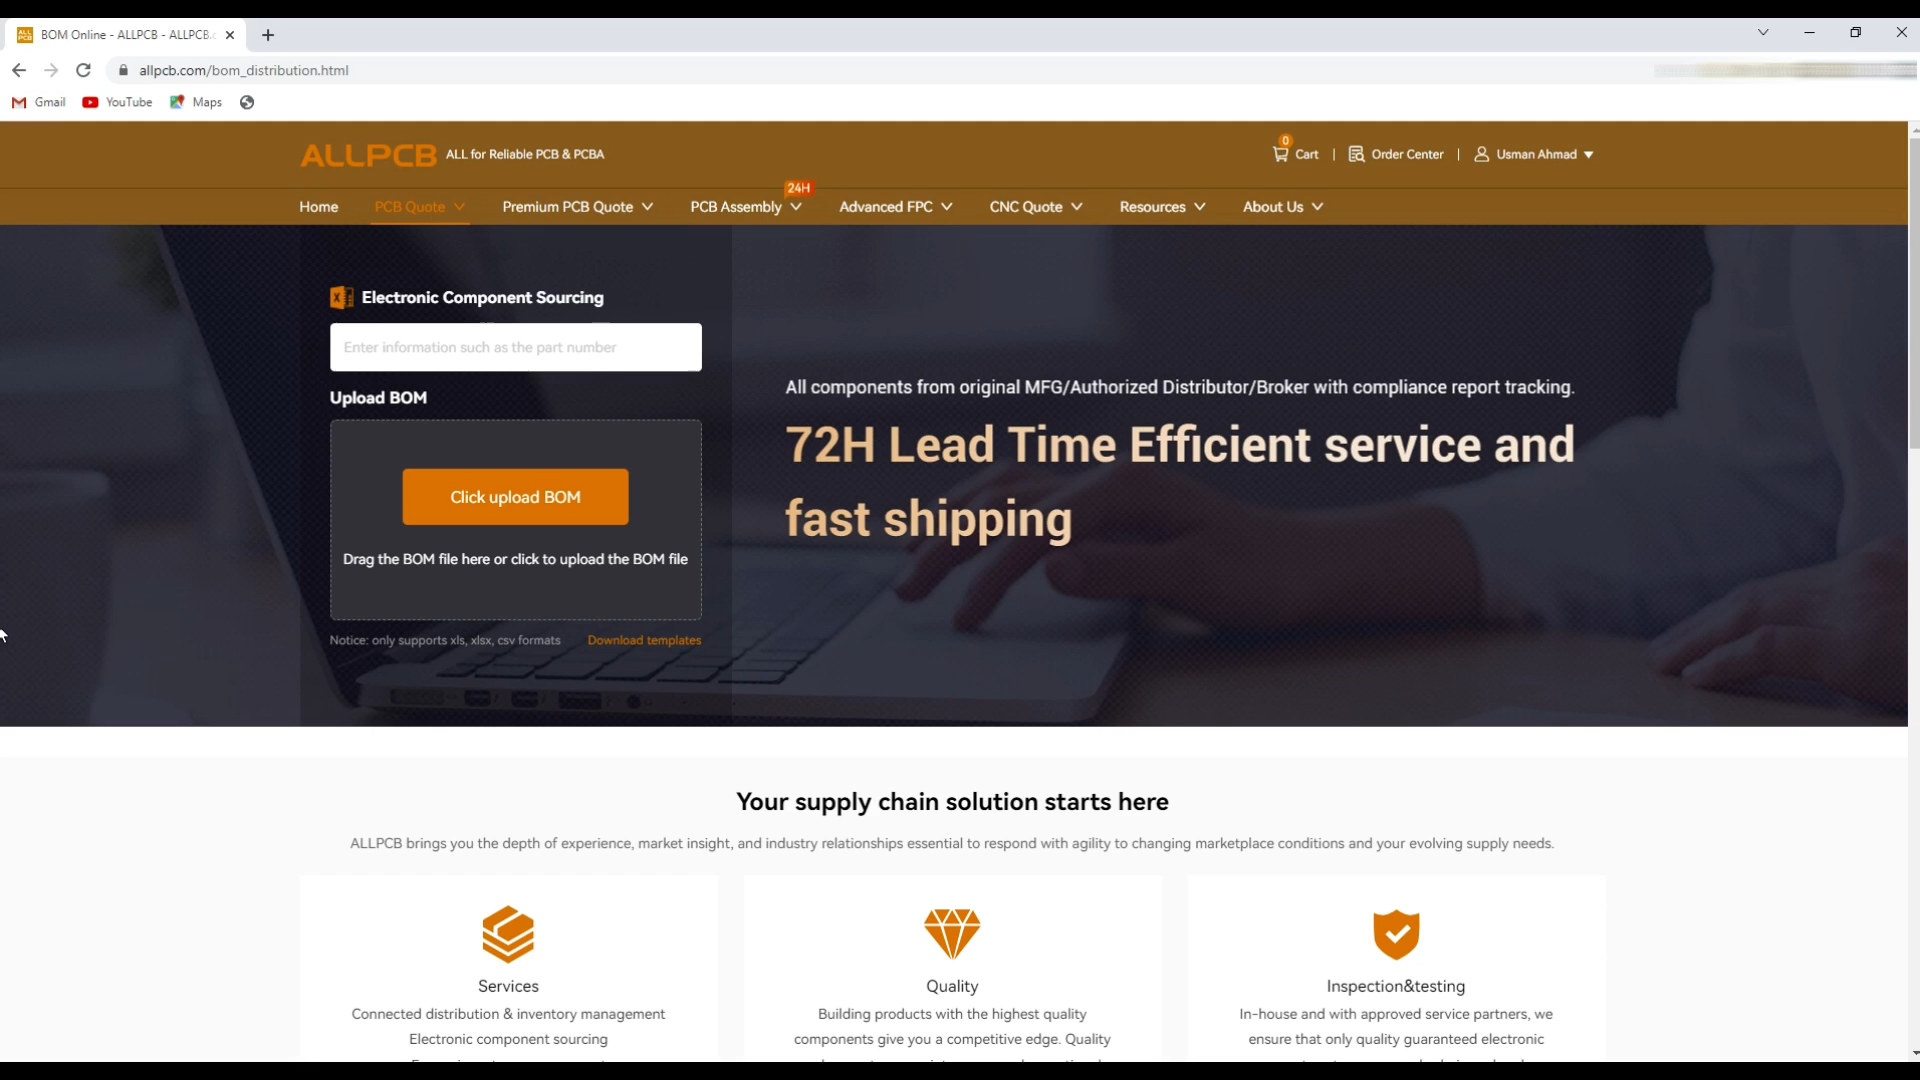 BOM Online - ALLPCB - ALLPCB.
allpcb.com/bom_distribution.html
Gmail YouTube Maps
ALLPCB ALL for Reliable PCB & PCBA
0
Cart | Order Center | Usman Ahmad
24H
Home PCB Quote Premium PCB Quote PCB Assembly Advanced FPC CNC Quote Resources About Us
Electronic Component Sourcing
Enter information such as the part number
Upload BOM
Click upload BOM
Drag the BOM file here or click to upload the BOM file
Notice: only supports xls, xlsx, csv formats Download templates
All components from original MFG/Authorized Distributor/Broker with compliance report tracking.
72H Lead Time Efficient service and
fast shipping
Your supply chain solution starts here
ALLPCB brings you the depth of experience, market insight, and industry relationships essential to respond with agility to changing marketplace conditions and your evolving supply needs.
Services
Connected distribution & inventory management
Electronic component sourcing
Quality
Building products with the highest quality
components give you a competitive edge. Quality
Inspection&testing
In-house and with approved service partners, we
ensure that only quality guaranteed electronic